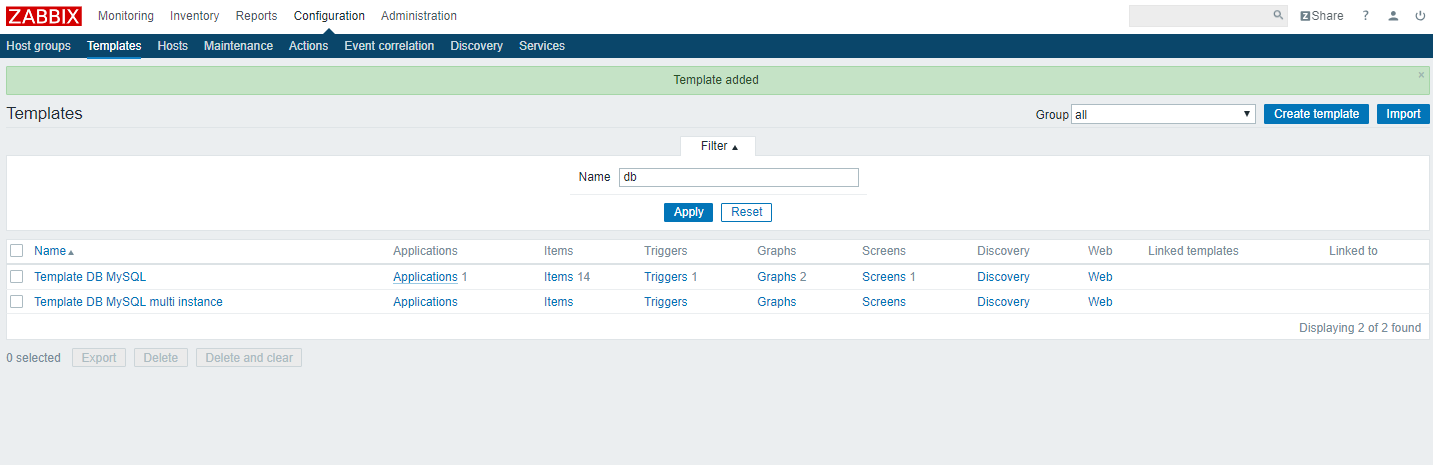 ZABBIX Monitoring Inventory Reports Configuration Administration Z Share ?
Host groups Templates Hosts Maintenance Actions Event correlation Discovery Services
Template added ×
Templates Group all Create template Import
Filter
Name db
Apply Reset
Name Applications Items Triggers Graphs Screens Discovery Web Linked templates Linked to
Template DB MySQL Applications 1 Items 14 Triggers 1 Graphs 2 Screens 1 Discovery Web
Template DB MySQL multi instance Applications Items Triggers Graphs Screens Discovery Web
Displaying 2 of 2 found
0 selected Export Delete Delete and clear